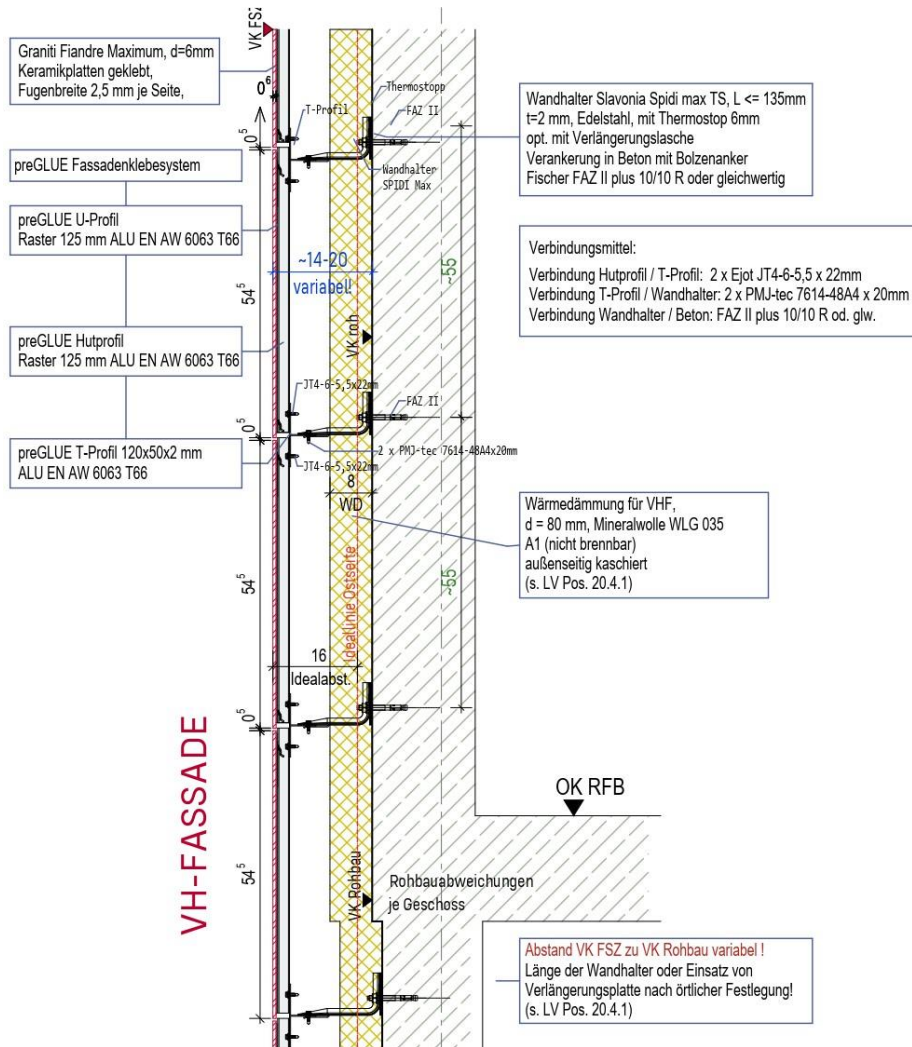 VK FSZ
Graniti Fiandre Maximum, d=6mm
Keramikplatten geklebt,
Fugenbreite 2,5 mm je Seite,
0⁶
T-Profil
Thermostopp
FAZ II
Wandhalter
SPIDI Max
Wandhalter Slavonia Spidi max TS, L <= 135mm
t=2 mm, Edelstahl, mit Thermostop 6mm
opt. mit Verlängerungslasche
Verankerung in Beton mit Bolzenanker
Fischer FAZ II plus 10/10 R oder gleichwertig
0⁵
preGLUE Fassadenklebesystem
preGLUE U-Profil
Raster 125 mm ALU EN AW 6063 T66
~14-20
variabel!
54⁵
~55
Verbindungsmittel:
Verbindung Hutprofil / T-Profil: 2 x Ejot JT4-6-5,5 x 22mm
Verbindung T-Profil / Wandhalter: 2 x PMJ-tec 7614-48A4 x 20mm
Verbindung Wandhalter / Beton: FAZ II plus 10/10 R od. glw.
VK roh
preGLUE Hutprofil
Raster 125 mm ALU EN AW 6063 T66
JT4-6-5,5x22mm
FAZ II
0⁵
2 x PMJ-tec 7614-48A4x20mm
preGLUE T-Profil 120x50x2 mm
ALU EN AW 6063 T66
JT4-6-5,5x22mm
8
WD
Wärmedämmung für VHF,
d = 80 mm, Mineralwolle WLG 035
A1 (nicht brennbar)
außenseitig kaschiert
(s. LV Pos. 20.4.1)
54⁵
Ideallinie Ostseite
~55
16
Idealabst.
0⁵
VH-FASSADE
OK RFB
54⁵
VK Rohbau
Rohbauabweichungen
je Geschoss
Abstand VK FSZ zu VK Rohbau variabel !
Länge der Wandhalter oder Einsatz von
Verlängerungsplatte nach örtlicher Festlegung!
(s. LV Pos. 20.4.1)